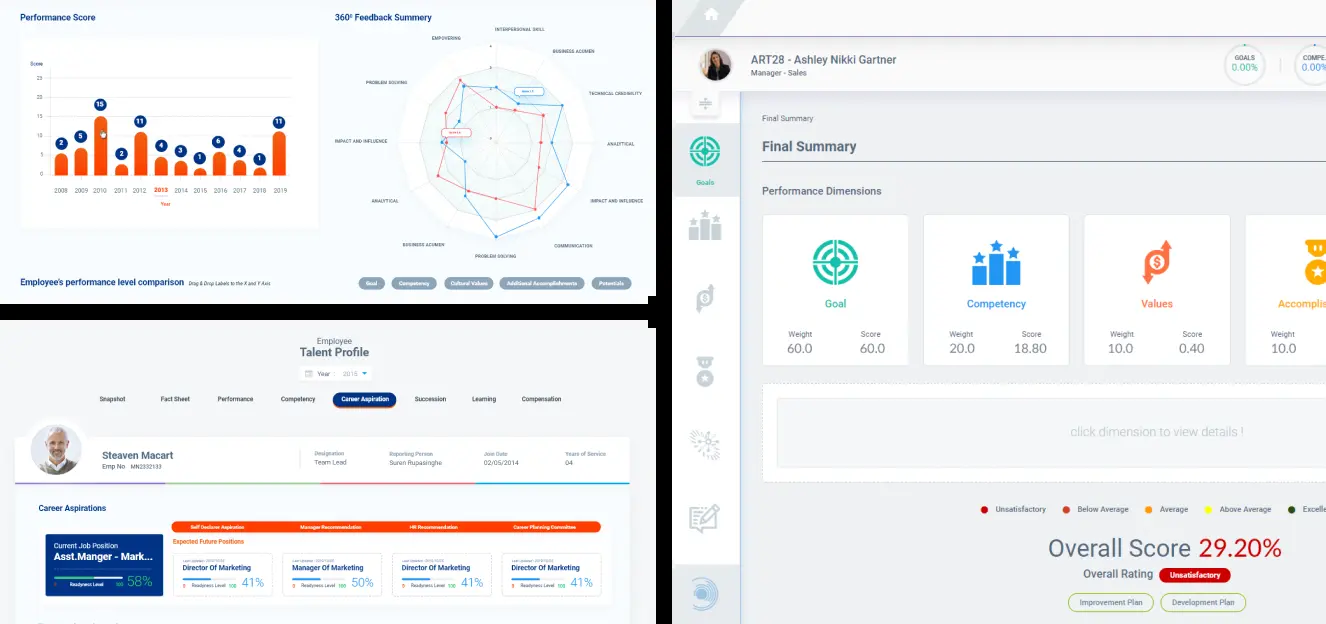 Performance Score
Score
25
20
15
10
5
0
2
5
15
2
11
4
3
1
6
4
1
11
2008 2009 2010 2011 2012 2013 2014 2015 2016 2017 2018 2019
Year
360º Feedback Summery
INTERPERSONAL SKILL
EMPOWERING
BUSINESS ACUMEN
PROBLEM SOLVING
TECHNICAL CREDIBILITY
IMPACT AND INFLUENCE
ANALYTICAL
ANALYTICAL
IMPACT AND INFLUENCE
BUSINESS ACUMEN
COMMUNICATION
PROBLEM SOLVING
Employee's performance level comparison Drag & Drop Labels to the X and Y Axis
Goal Competency Cultural Values Additional Accomplishments Potentials
Employee
Talent Profile
Year : 2015
Snapshot Fact Sheet Performance Competency Career Aspiration Succession Learning Compensation
Steaven Macart
Emp.No MN2332133
Designation
Team Lead
Reporting Person
Suren Rupasinghe
Join Date
02/05/2014
Years of Service
04
Career Aspirations
Self Declarer Aspiration Manager Recommendation HR Recommendation Career Planning Committee
Expected Future Positions
Current Job Position
Asst.Manger - Mark...
0 Readyness Level 100 58%
Director Of Marketing
0 Readyness Level 100 41%
Manager Of Marketing
0 Readyness Level 100 50%
Director Of Marketing
0 Readyness Level 100 41%
Director Of Marketing
0 Readyness Level 100 41%
ART28 - Ashley Nikki Gartner
Manager - Sales
GOALS
0.00%
COMPE
0.00%
Goals
Final Summary
Final Summary
Performance Dimensions
Goal
Weight Score
60.0 60.0
Competency
Weight Score
20.0 18.80
Values
Weight Score
10.0 0.40
Accomplis
Weight
10.0
click dimension to view details !
Unsatisfactory Below Average Average Above Average Excelle
Overall Score 29.20%
Overall Rating Unsatisfactory
Improvement Plan Development Plan